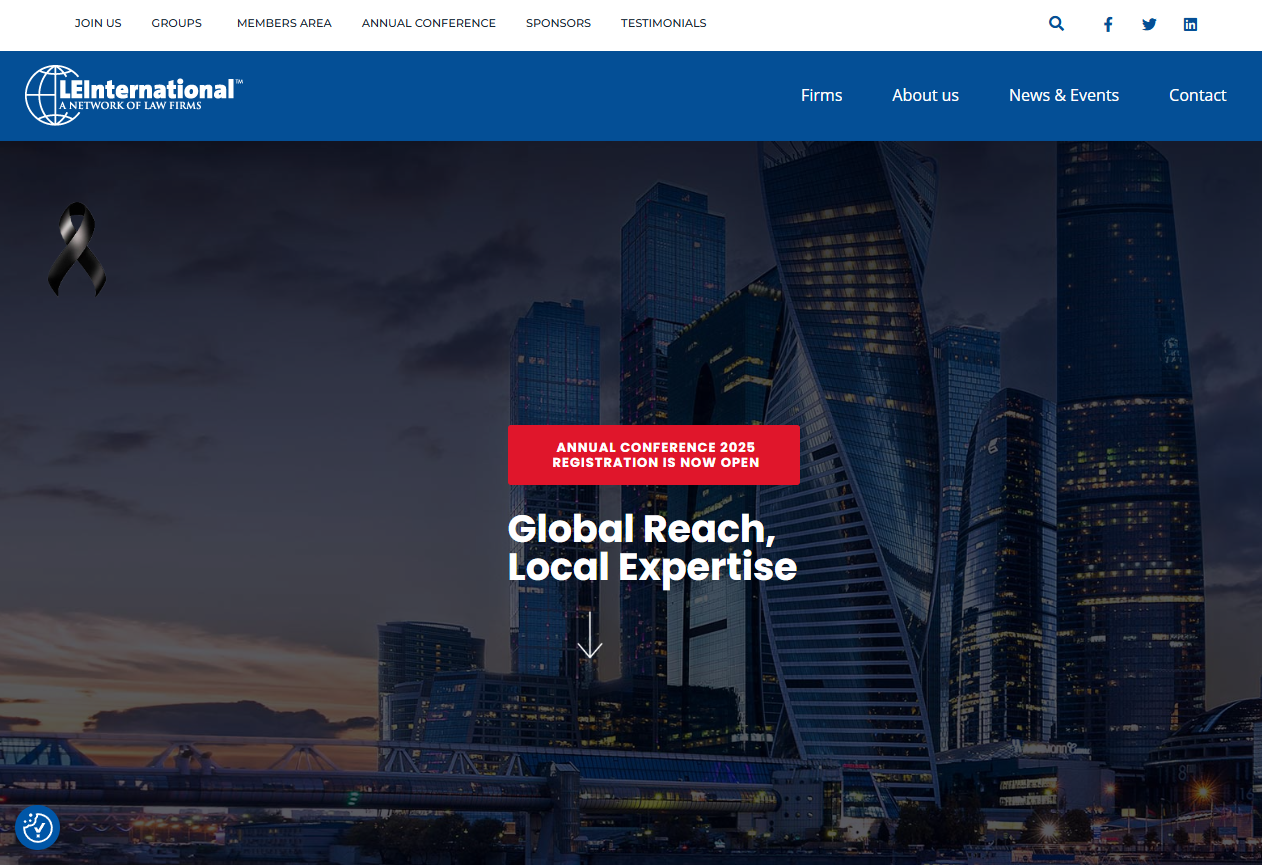 JOIN US
GROUPS
MEMBERS AREA
ANNUAL CONFERENCE
SPONSORS
TESTIMONIALS
LEInternational™
A NETWORK OF LAW FIRMS
Firms
About us
News & Events
Contact
ANNUAL CONFERENCE 2025
REGISTRATION IS NOW OPEN
Global Reach,
Local Expertise